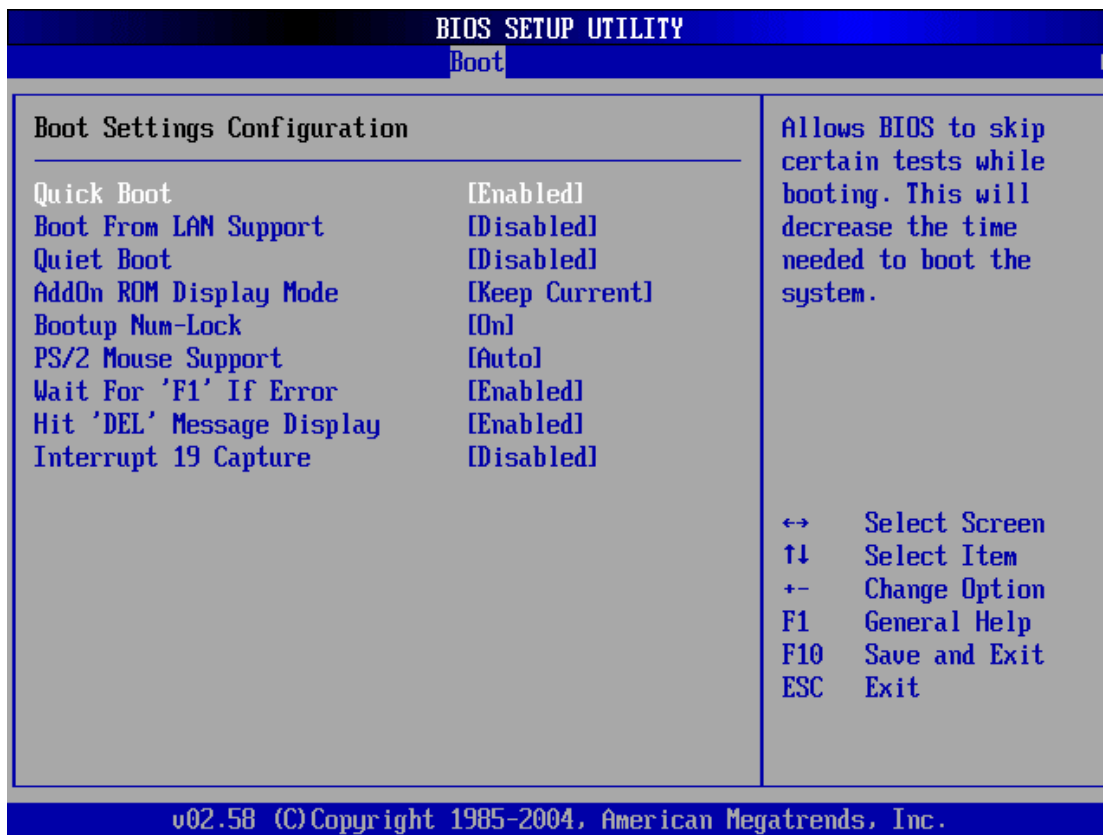 BIOS SETUP UTILITY
Boot
Boot Settings Configuration
Quick Boot [Enabled]
Boot From LAN Support [Disabled]
Quiet Boot [Disabled]
AddOn ROM Display Mode [Keep Current]
Bootup Num-Lock [On]
PS/2 Mouse Support [Auto]
Wait For 'F1' If Error [Enabled]
Hit 'DEL' Message Display [Enabled]
Interrupt 19 Capture [Disabled]
Allows BIOS to skip
certain tests while
booting. This will
decrease the time
needed to boot the
system.
←→ Select Screen
↑↓ Select Item
+- Change Option
F1 General Help
F10 Save and Exit
ESC Exit
v02.58 (C)Copyright 1985-2004, American Megatrends, Inc.